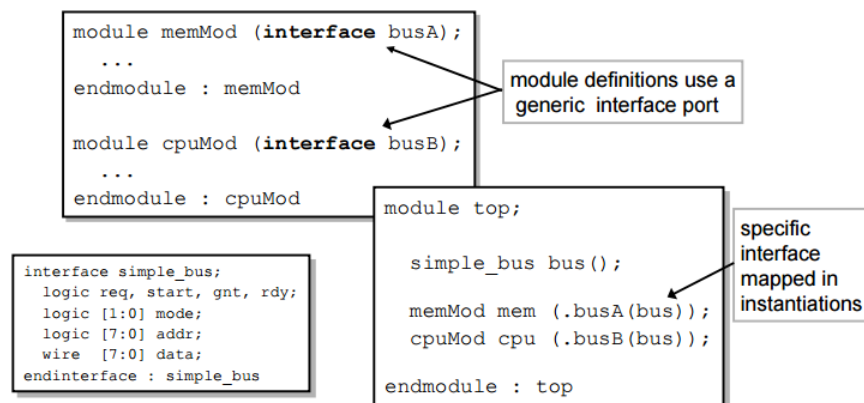 module memMod (interface busA);
...
endmodule : memMod
module cpuMod (interface busB);
...
endmodule : cpuMod
module definitions use a
generic interface port
interface simple_bus;
logic req, start, gnt, rdy;
logic [1:0] mode;
logic [7:0] addr;
wire [7:0] data;
endinterface : simple_bus
module top;
simple_bus bus();
memMod mem (.busA(bus));
cpuMod cpu (.busB(bus));
endmodule : top
specific
interface
mapped in
instantiations